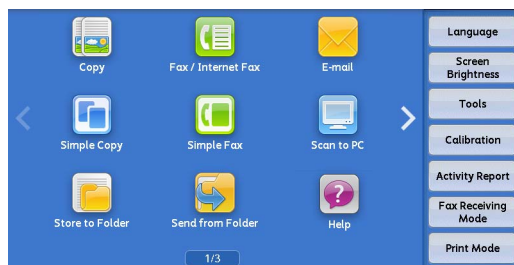 Copy
Fax / Internet Fax
E-mail
Simple Copy
Simple Fax
Scan to PC
Store to Folder
Send from Folder
Help
1/3
Language
Screen
Brightness
Tools
Calibration
Activity Report
Fax Receiving
Mode
Print Mode